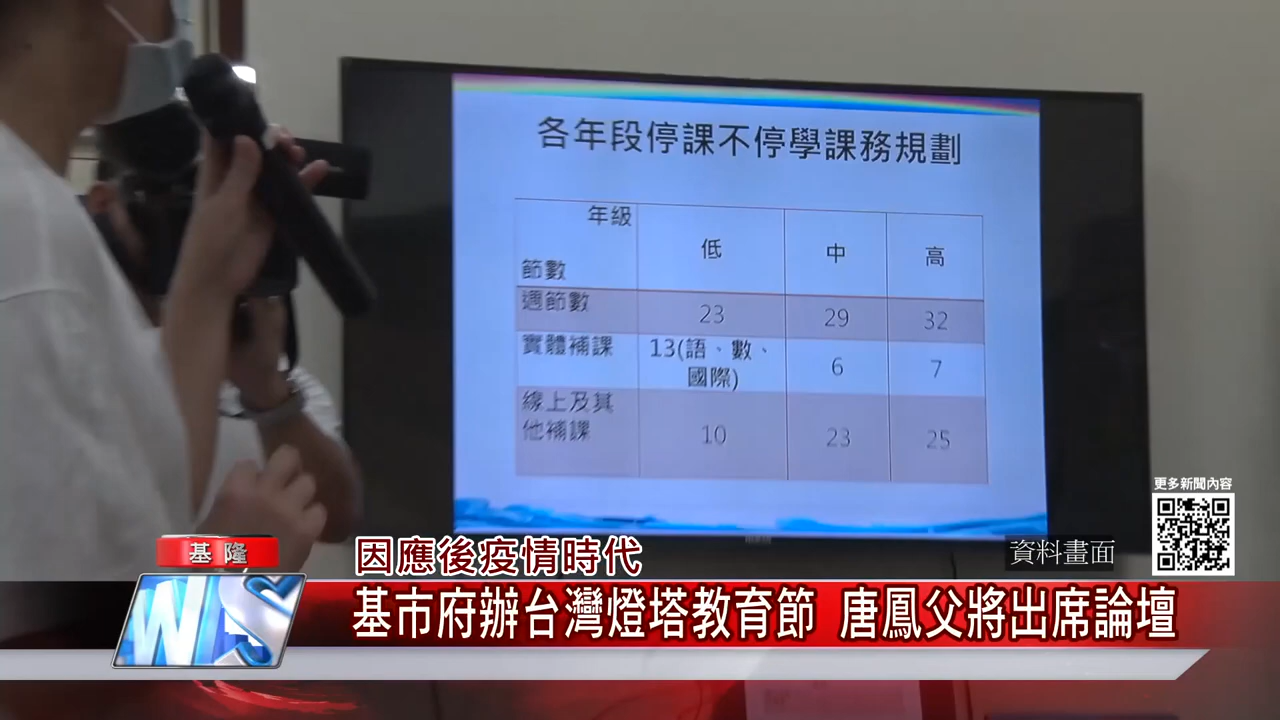 各年段停課不停學課務規劃
年級
節數
低
中
高
週節數
23
29
32
實體補課
13(語、數、
國際)
6
7
線上及其
他補課
10
23
25
更多新聞內容
資料畫面
基隆
因應後疫情時代
基市府辦台灣燈塔教育節 唐鳳父將出席論壇